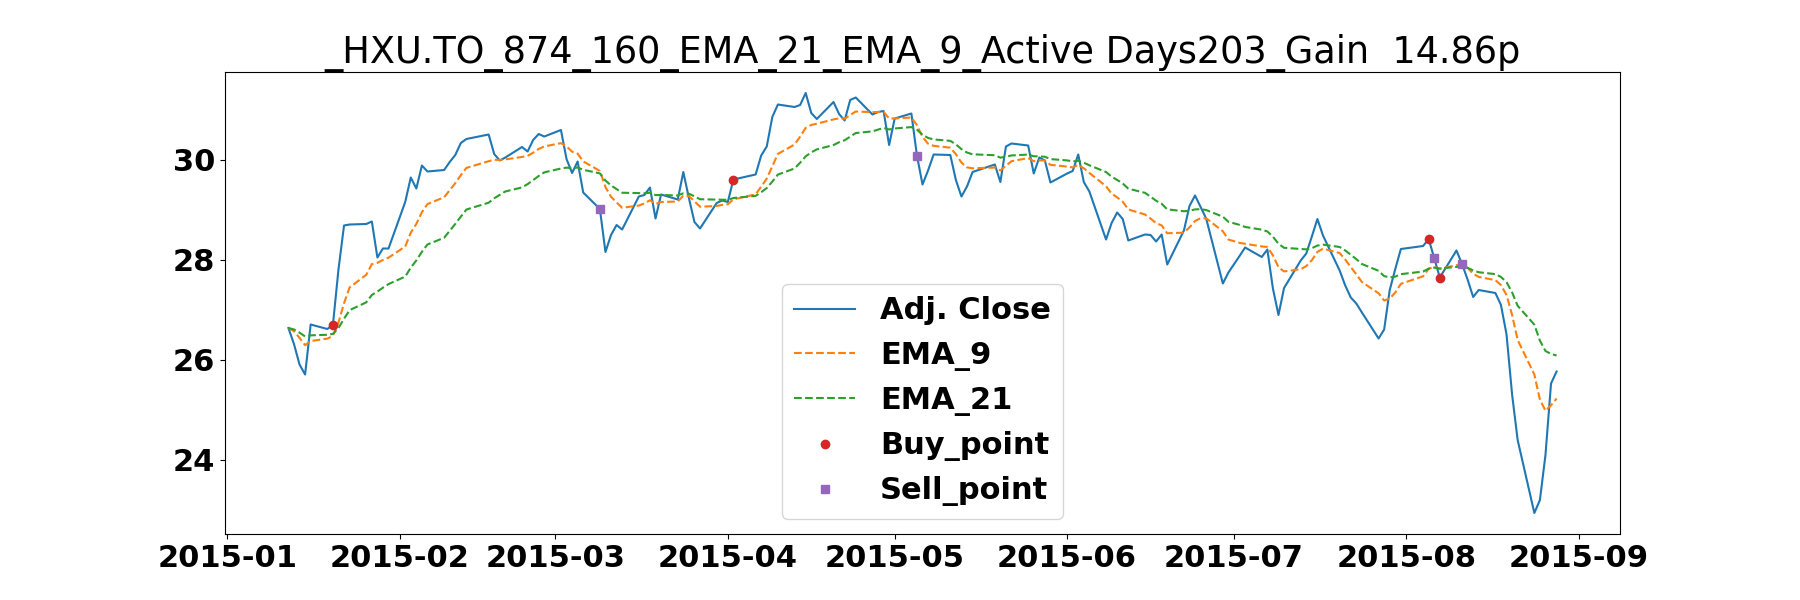 _HXU.TO_874_160_EMA_21_EMA_9_Active Days203_Gain  14.86p
30
28
26
24
Adj. Close
EMA_9
EMA_21
Buy_point
Sell_point
2015-01 2015-02 2015-03 2015-04 2015-05 2015-06 2015-07 2015-08 2015-09